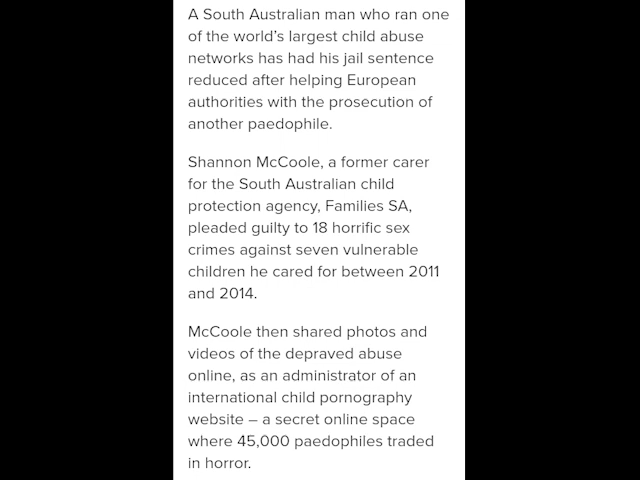 A South Australian man who ran one
of the world's largest child abuse
networks has had his jail sentence
reduced after helping European
authorities with the prosecution of
another paedophile.
Shannon McCoole, a former carer
for the South Australian child
protection agency, Families SA,
pleaded guilty to 18 horrific sex
crimes against seven vulnerable
children he cared for between 2011
and 2014.
McCoole then shared photos and
videos of the depraved abuse
online, as an administrator of an
international child pornography
website – a secret online space
where 45,000 paedophiles traded
in horror.